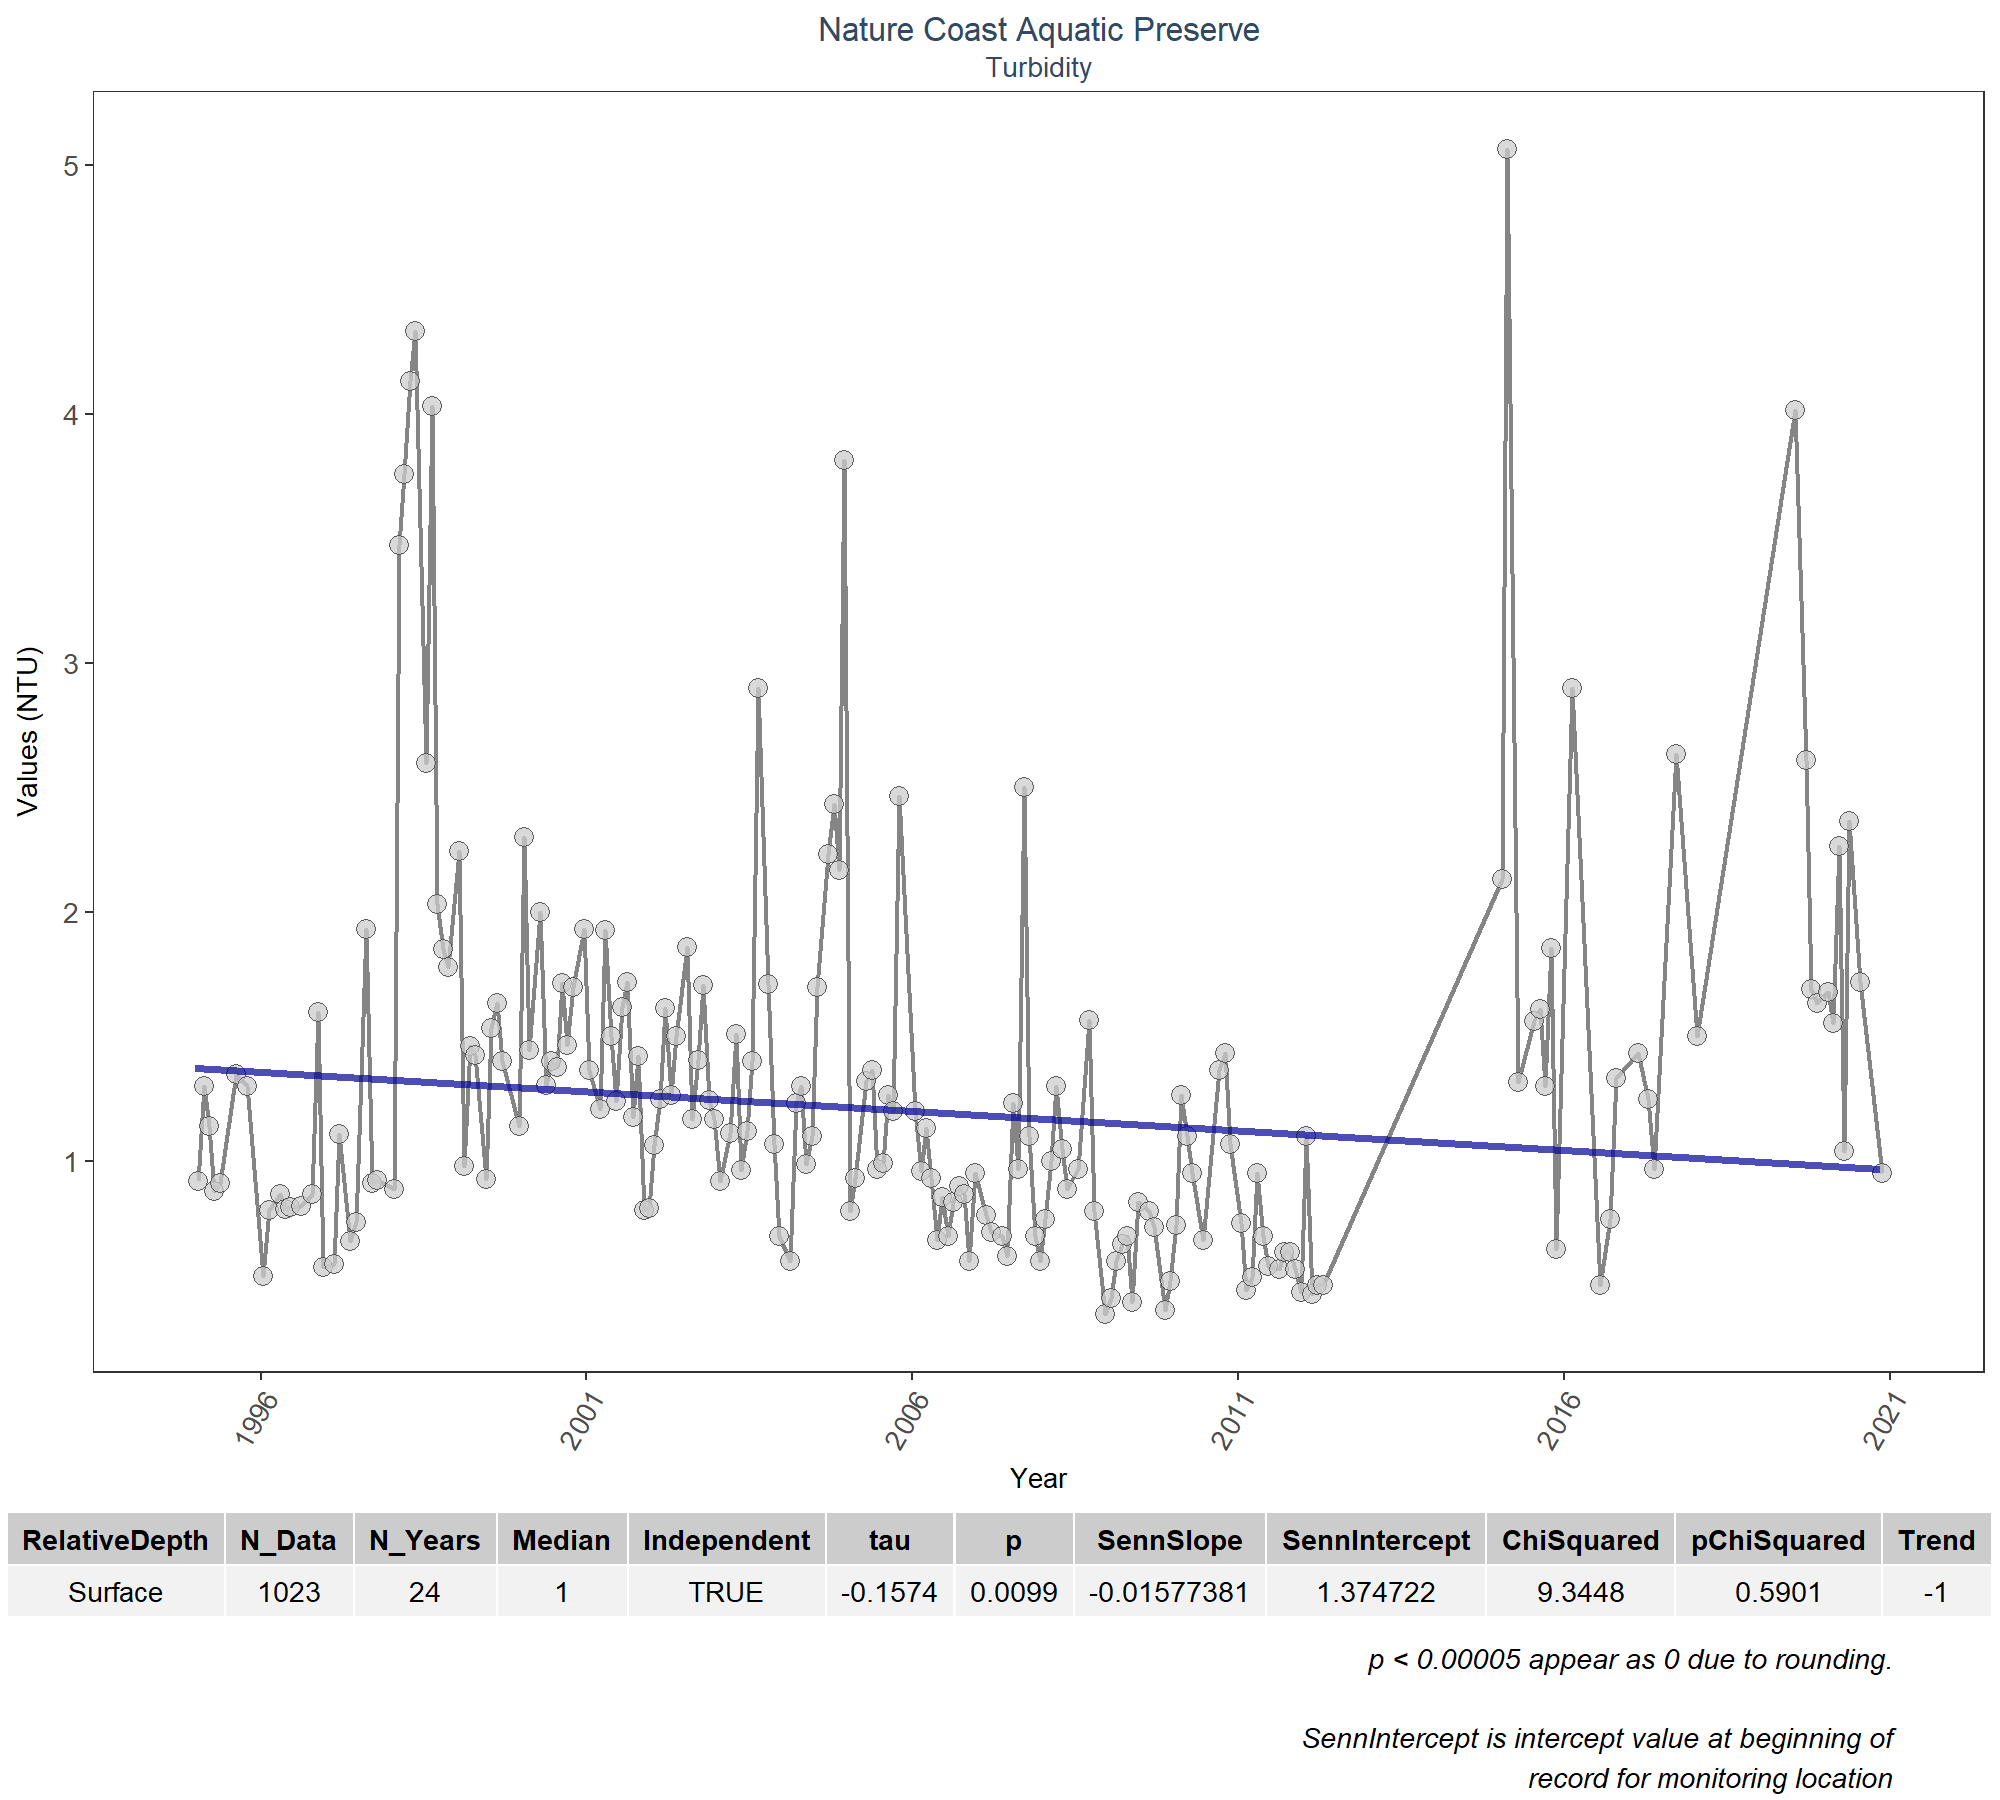 Nature Coast Aquatic Preserve
Turbidity
5
4
3
2
1
Values (NTU)
1996 2001 2006 2011 2016 2021
Year
RelativeDepth N_Data N_Years Median Independent tau p SennSlope SennIntercept ChiSquared pChiSquared Trend
Surface 1023 24 1 TRUE -0.1574 0.0099 -0.01577381 1.374722 9.3448 0.5901 -1
p < 0.00005 appear as 0 due to rounding.
SennIntercept is intercept value at beginning of
record for monitoring location